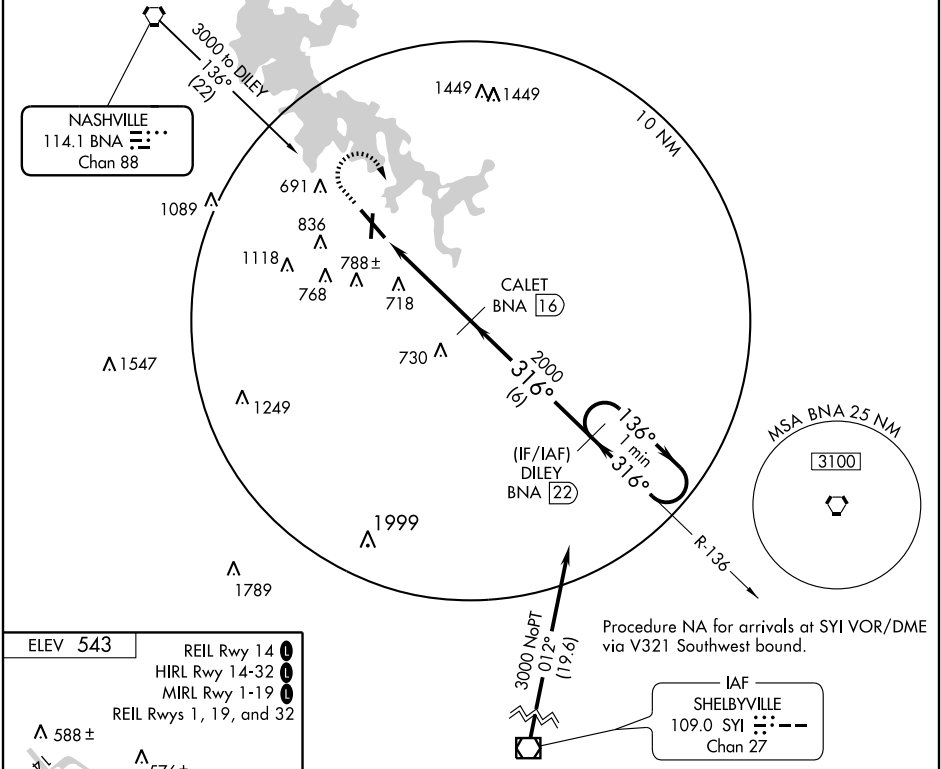 3000 to DILEY
136°
(22)
NASHVILLE
114.1 BNA
Chan 88
1449
1449
10 NM
1089
691
836
1118
768
788 ±
718
CALET
BNA 16
730
1547
1249
2000
316°
(6)
136°
1 min
316°
(IF/IAF)
DILEY
BNA 22
MSA BNA 25 NM
3100
1999
1789
R-136
3000 NoPT
012°
(19.6)
Procedure NA for arrivals at SYI VOR/DME
via V321 Southwest bound.
IAF
SHELBYVILLE
109.0 SYI
Chan 27
ELEV 543
REIL Rwy 14 L
HIRL Rwy 14-32 L
MIRL Rwy 1-19 L
REIL Rwys 1, 19, and 32
588 ±